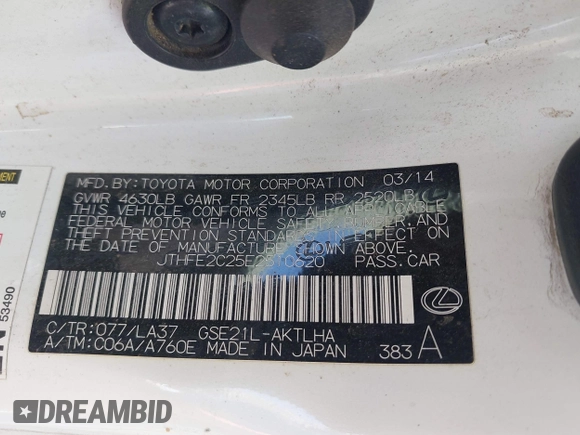 MFD. BY: TOYOTA MOTOR CORPORATION 03/14
GVWR 4630LB GAWR FR 2345LB RR 2520LB
THIS VEHICLE CONFORMS TO ALL APPLICABLE
FEDERAL MOTOR VEHICLE SAFETY, BUMPER, AND
THEFT PREVENTION STANDARDS IN EFFECT ON
THE DATE OF MANUFACTURE SHOWN ABOVE.
PASS.CAR
C/TR:077/LA37 GSE21L-AKTLHA
A/TM:C06A/A760E MADE IN JAPAN 383 A
53490
DREAMBID